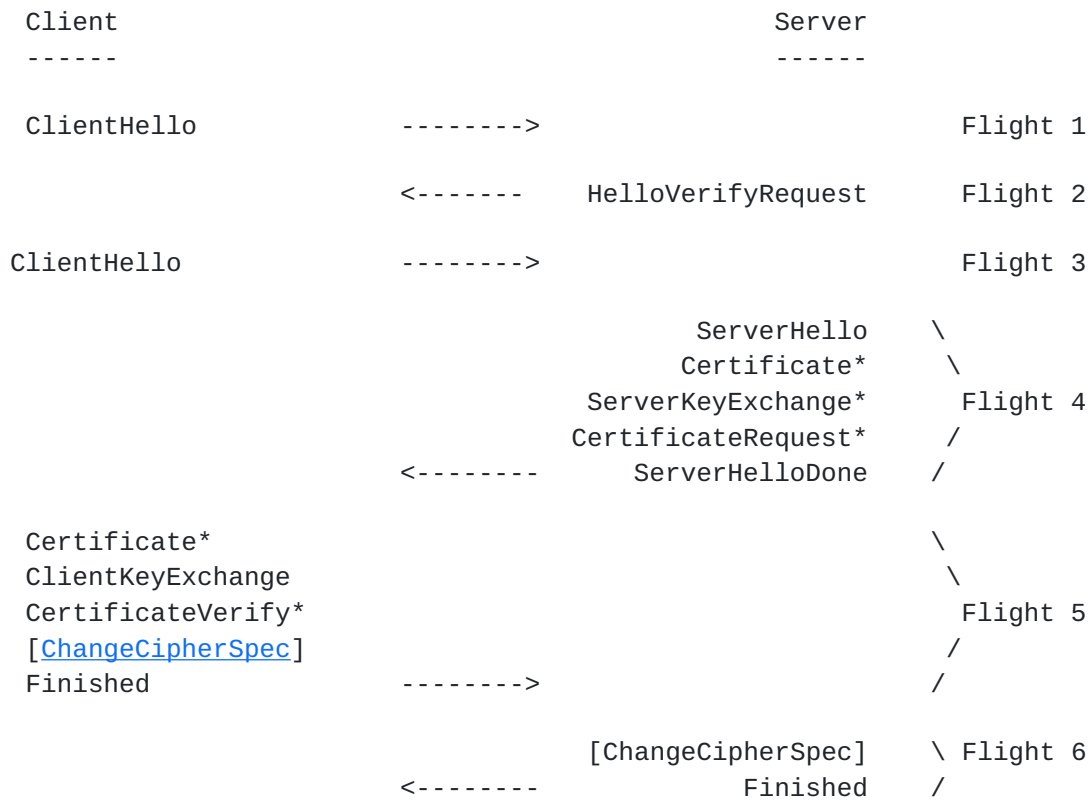 Client                                          Server
------                                          ------

ClientHello             -------->                           Flight 1

                        <-------    HelloVerifyRequest      Flight 2

ClientHello             -------->                           Flight 3

                                           ServerHello    \
                                          Certificate*     \
                                    ServerKeyExchange*      Flight 4
                                   CertificateRequest*     /
                        <--------      ServerHelloDone    /

Certificate*                                              \
ClientKeyExchange                                          \
CertificateVerify*                                          Flight 5
[ChangeCipherSpec]                                         /
Finished                -------->                         /

                                    [ChangeCipherSpec]    \ Flight 6
                        <--------             Finished    /